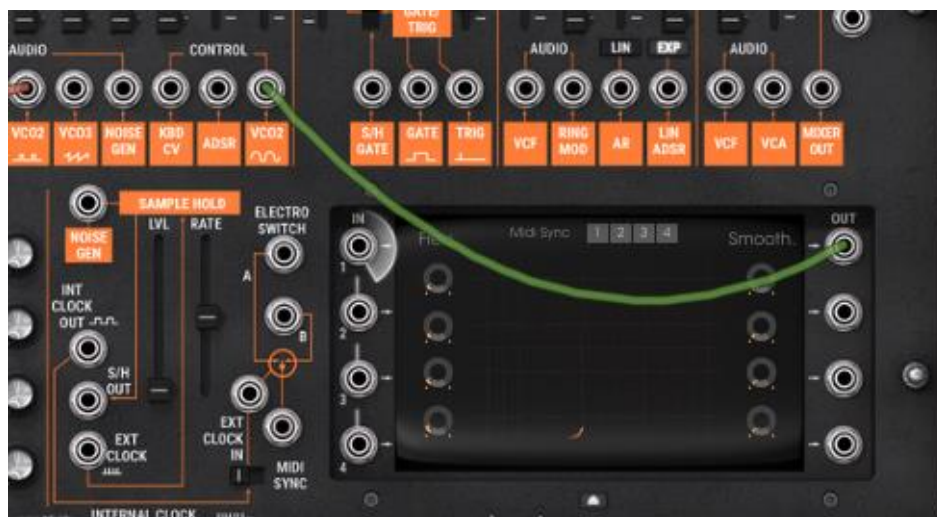 GATE/
TRIG
AUDIO
CONTROL
AUDIO
LIN
EXP
AUDIO
VCO2
VCO3
NOISE
GEN
KBD
CV
ADSR
VCO2
S/H
GATE
GATE
TRIG
VCF
RING
MOD
AR
LIN
ADSR
VCF
VCA
MIXER
OUT
SAMPLE HOLD
LVL
RATE
NOISE
GEN
ELECTRO
SWITCH
A
B
INT
CLOCK
OUT
S/H
OUT
EXT
CLOCK
EXT
CLOCK
IN
MIDI
SYNC
INTERNAL CLOCK
IN
1
2
3
4
Midi Sync
1 2 3 4
Smooth.
OUT